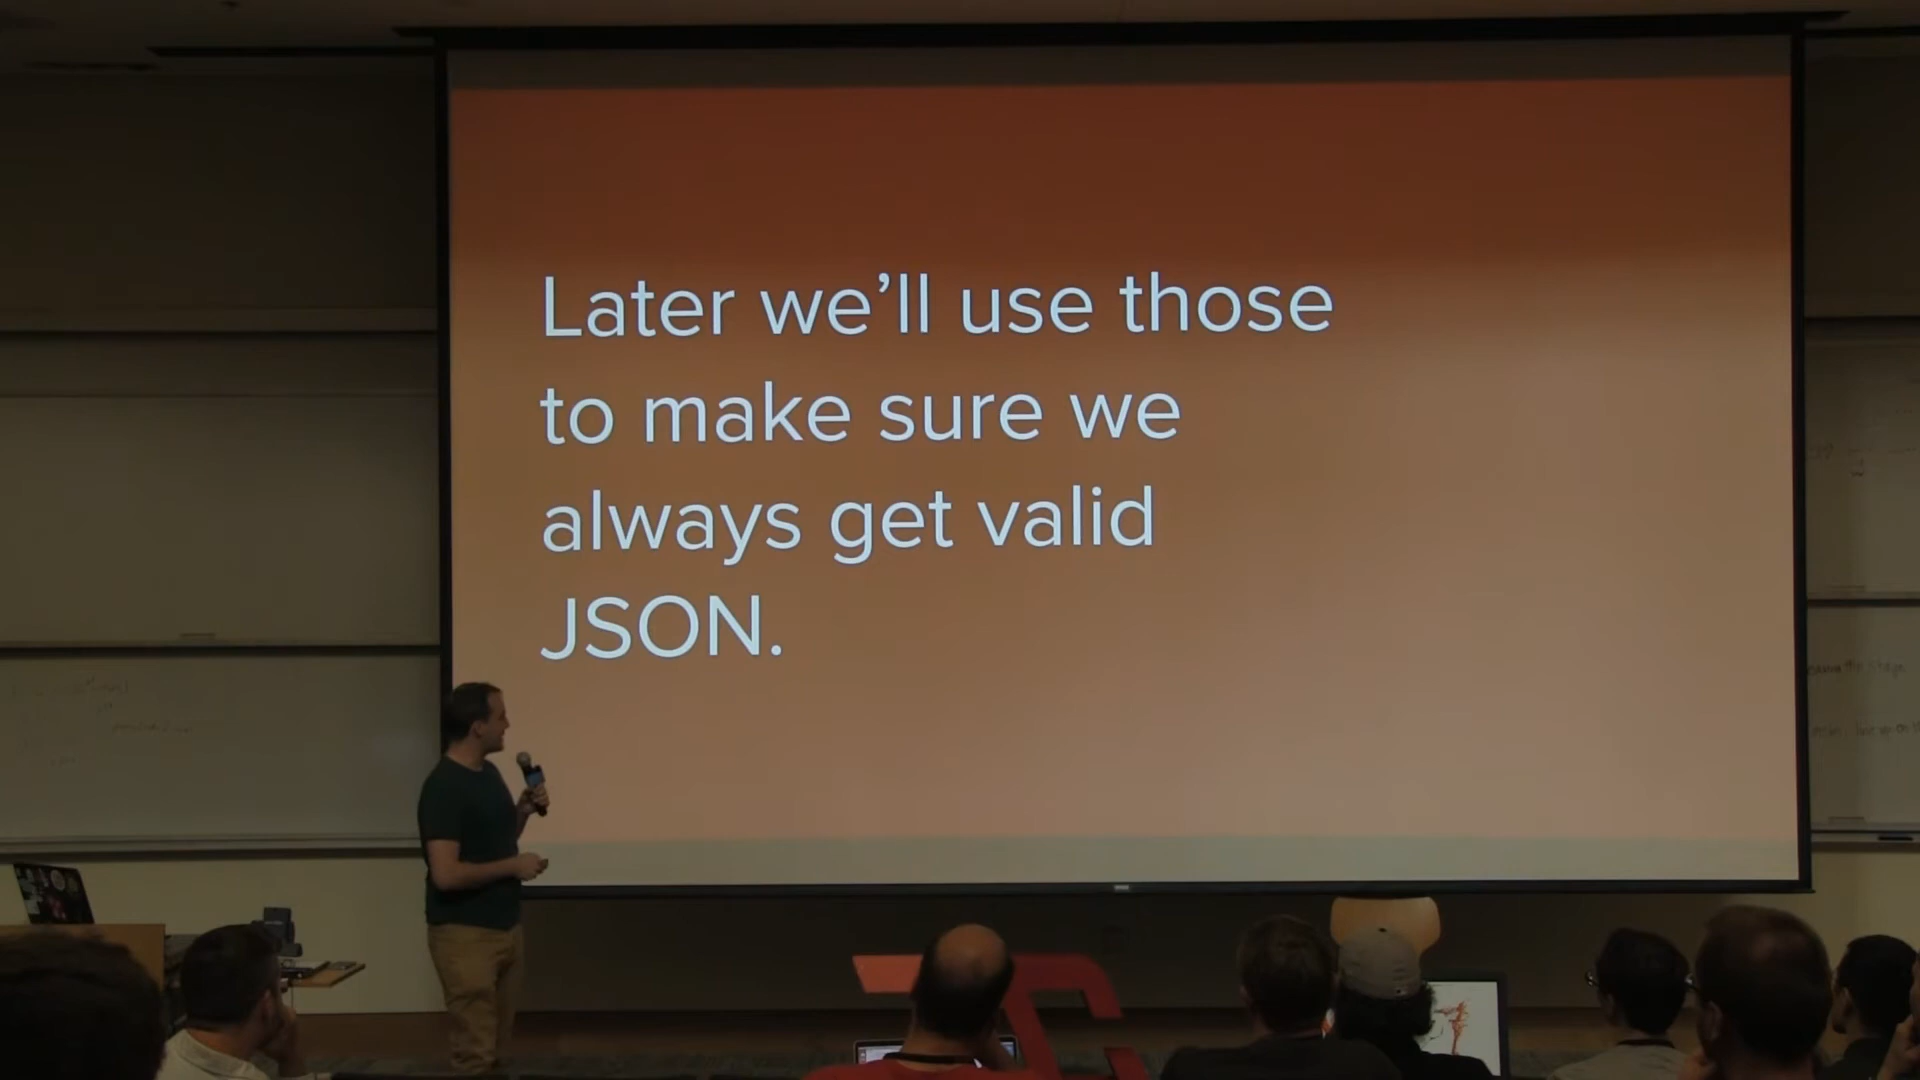 Later we’ll use those
to make sure we
always get valid
JSON.